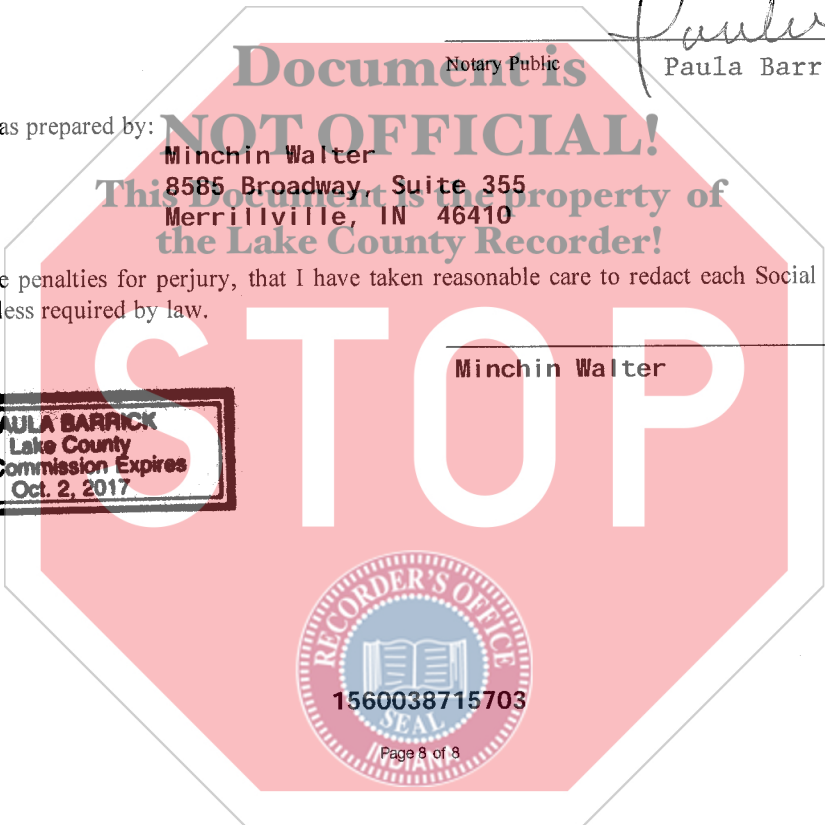 Notary Public
Paula Barr
Document is
as prepared by:
NOT OFFICIAL!
Minchin Walter
8585 Broadway, Suite 355
This Document is the property of
Merrillville, IN 46410
the Lake County Recorder!
e penalties for perjury, that I have taken reasonable care to redact each Social
less required by law.
STOP
Minchin Walter
AULA BARRICK
Lake County
Commission Expires
Oct. 2, 2017
RECORDER'S OFFICE
1560038715703
SEAL
Page 8 of 8
INDIANA